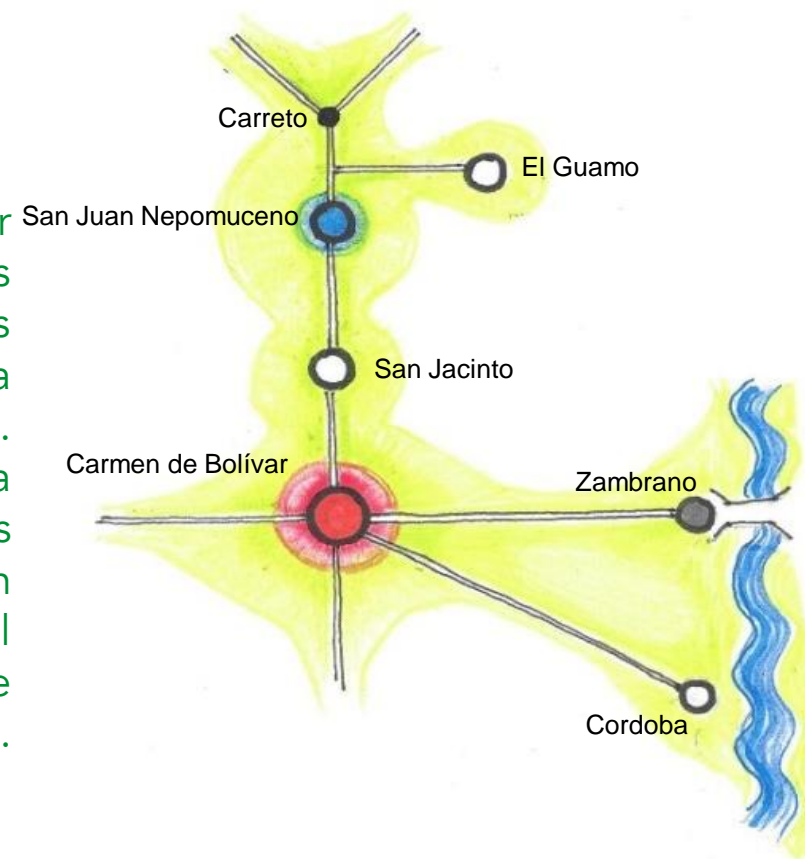 Carreto
El Guamo
San Juan Nepomuceno
San Jacinto
Carmen de Bolívar
Zambrano
Cordoba